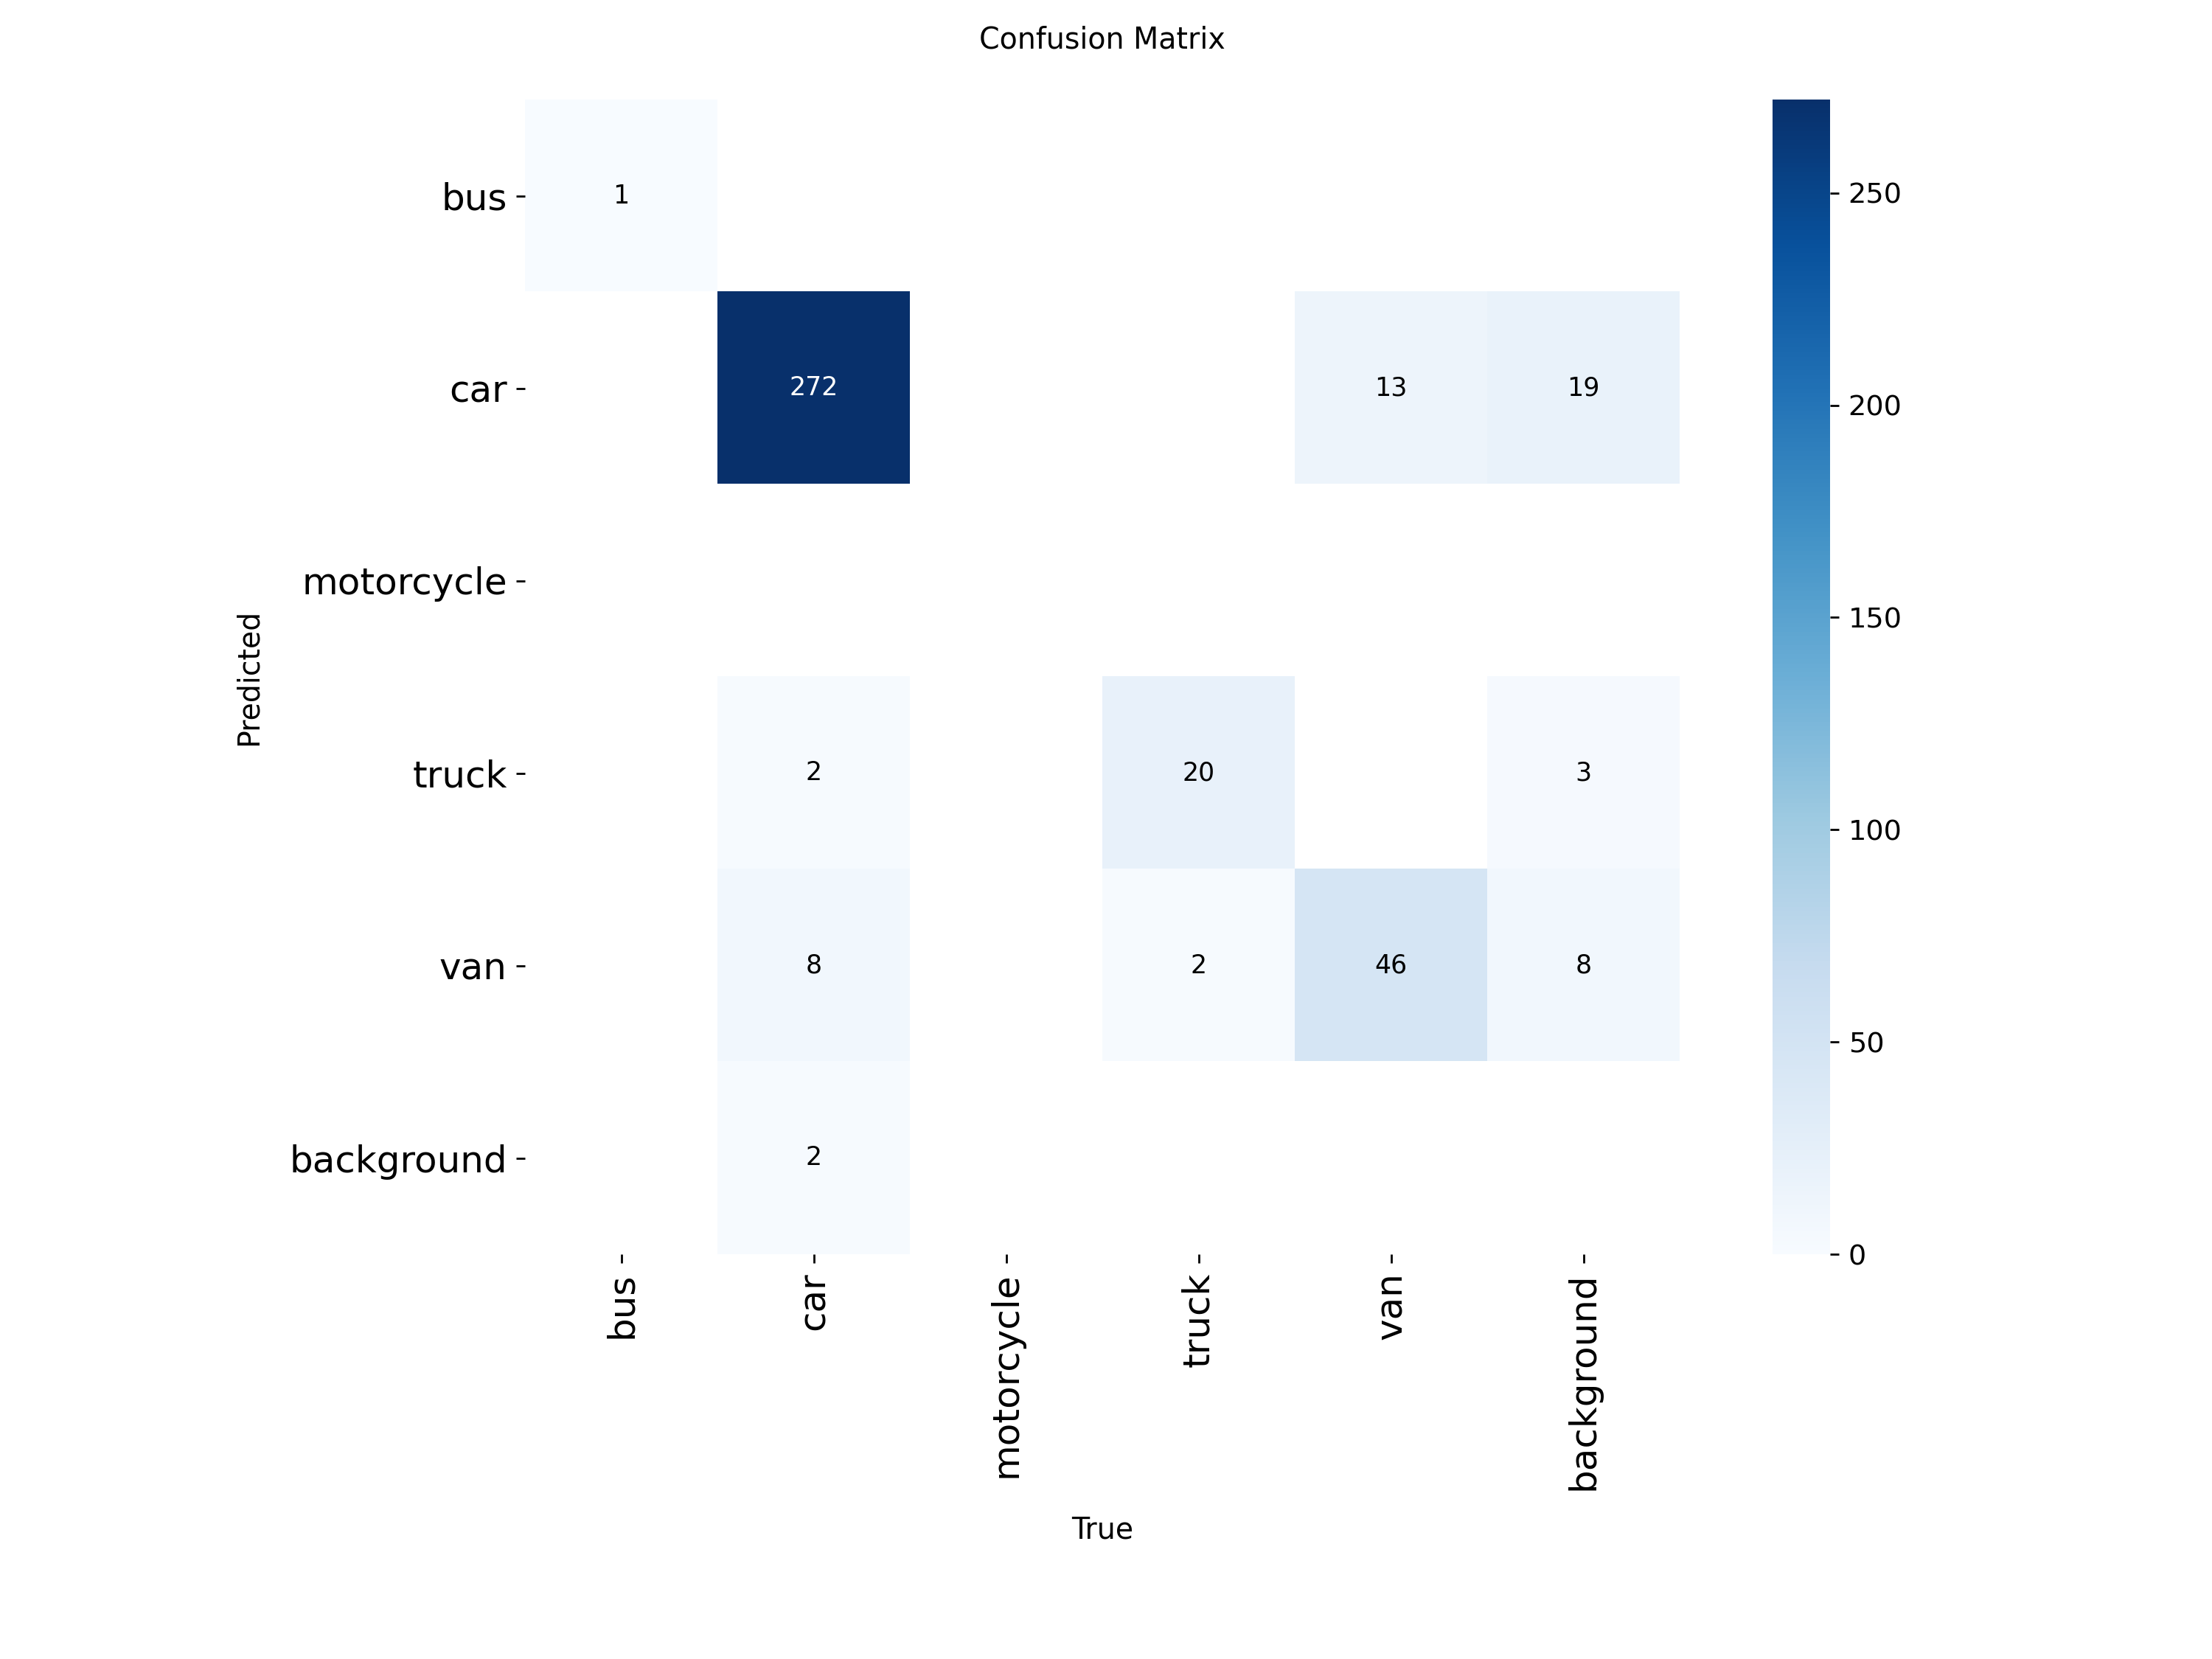 Confusion Matrix
bus
1
car
272
13
19
motorcycle
truck
2
20
3
van
8
2
46
8
background
2
Predicted
bus
car
motorcycle
truck
van
background
True
250
200
150
100
50
0